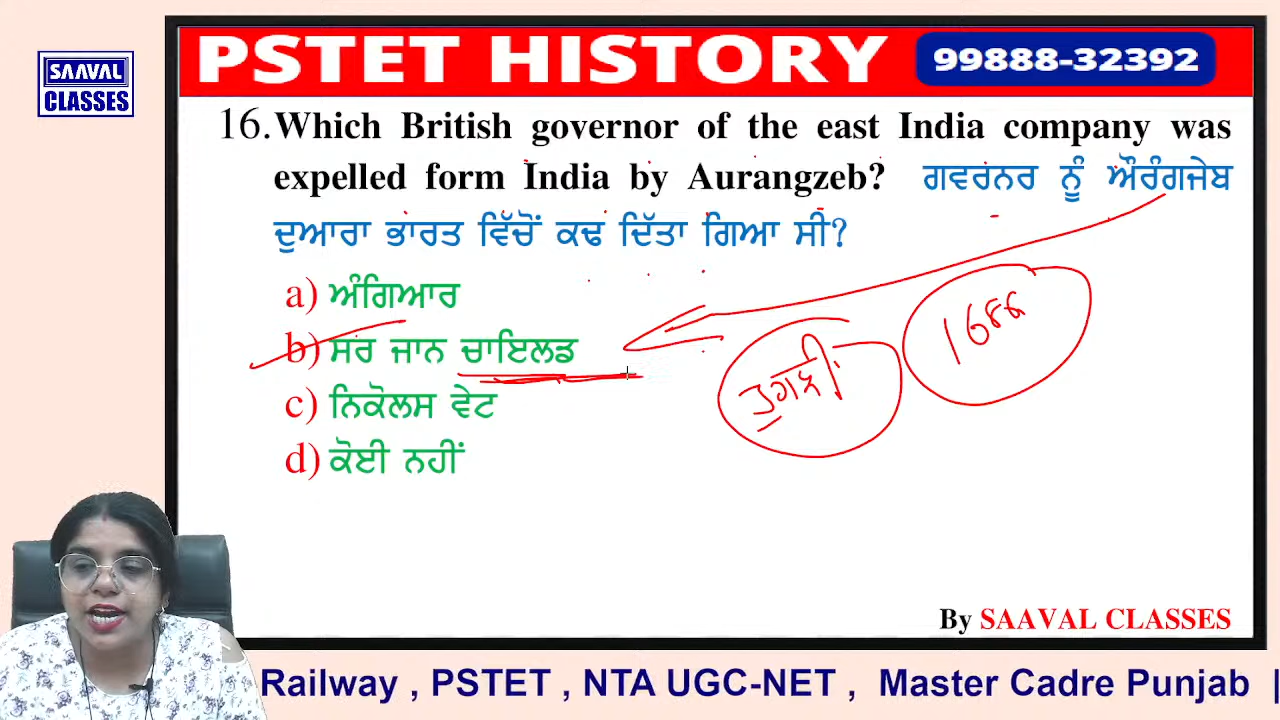 SAAVAL
CLASSES
PSTET HISTORY
99888-32392
16. Which British governor of the east India company was
expelled form India by Aurangzeb? ਗਵਰਨਰ ਨੂੰ ਔਰੰਗਜੇਬ
ਦੁਆਰਾ ਭਾਰਤ ਵਿੱਚੋਂ ਕਢ ਦਿੱਤਾ ਗਿਆ ਸੀ?
a) ਅੰਗਿਆਰ
b) ਸਰ ਜਾਨ ਚਾਇਲਡ
c) ਨਿਕੋਲਸ ਵੇਟ
d) ਕੋਈ ਨਹੀਂ
By SAAVAL CLASSES
Railway , PSTET , NTA UGC-NET , Master Cadre Punjab |